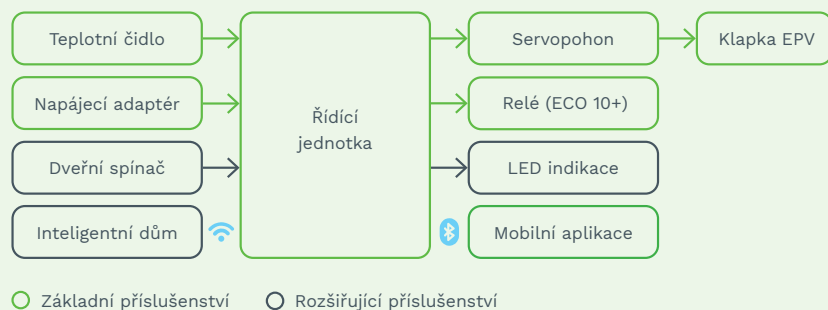 Teplotní čidlo
Servopohon
Klapka EPV
Napájecí adaptér
Řídící
jednotka
Relé (ECO 10+)
Dveřní spínač
LED indikace
Inteligentní dům
Mobilní aplikace
Základní příslušenství
Rozšiřující příslušenství